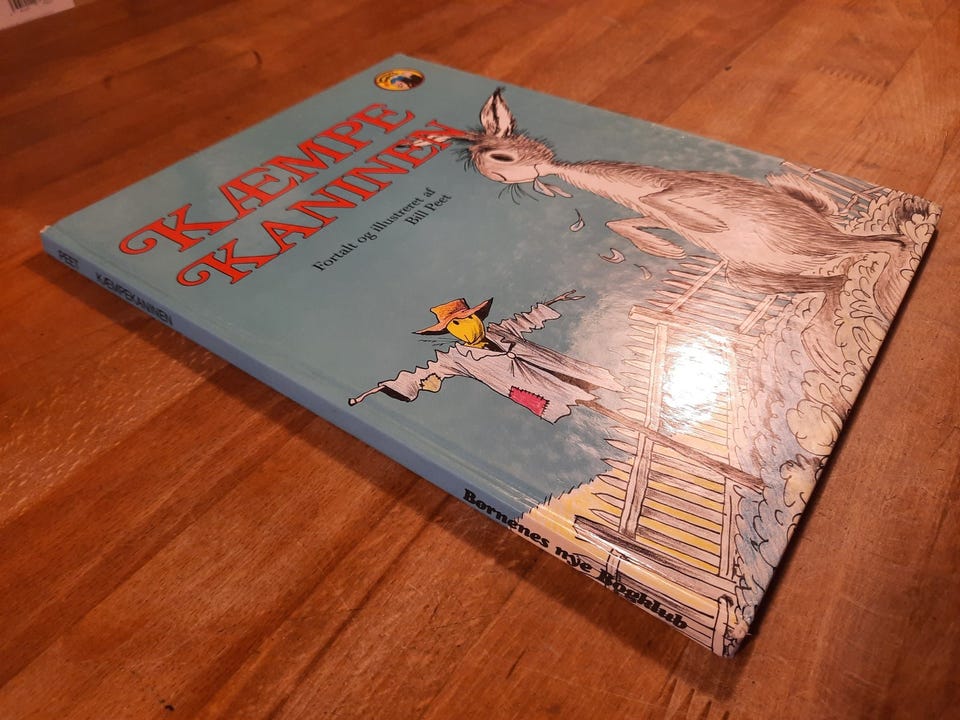 KÆMPE
KANINEN
Fortalt og illustreret af
Bill Peet
PEET KÆMPEKANINEN
Børnenes nye Bogklub